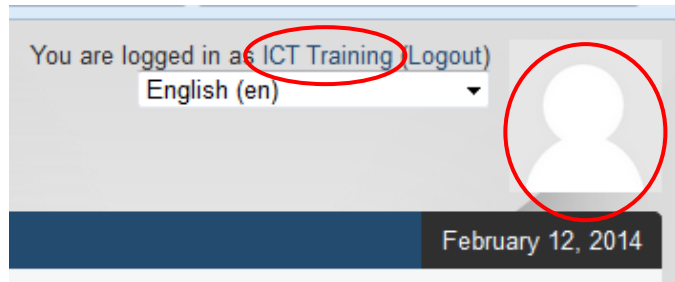 You are logged in as ICT Training (Logout)
English (en)
February 12, 2014